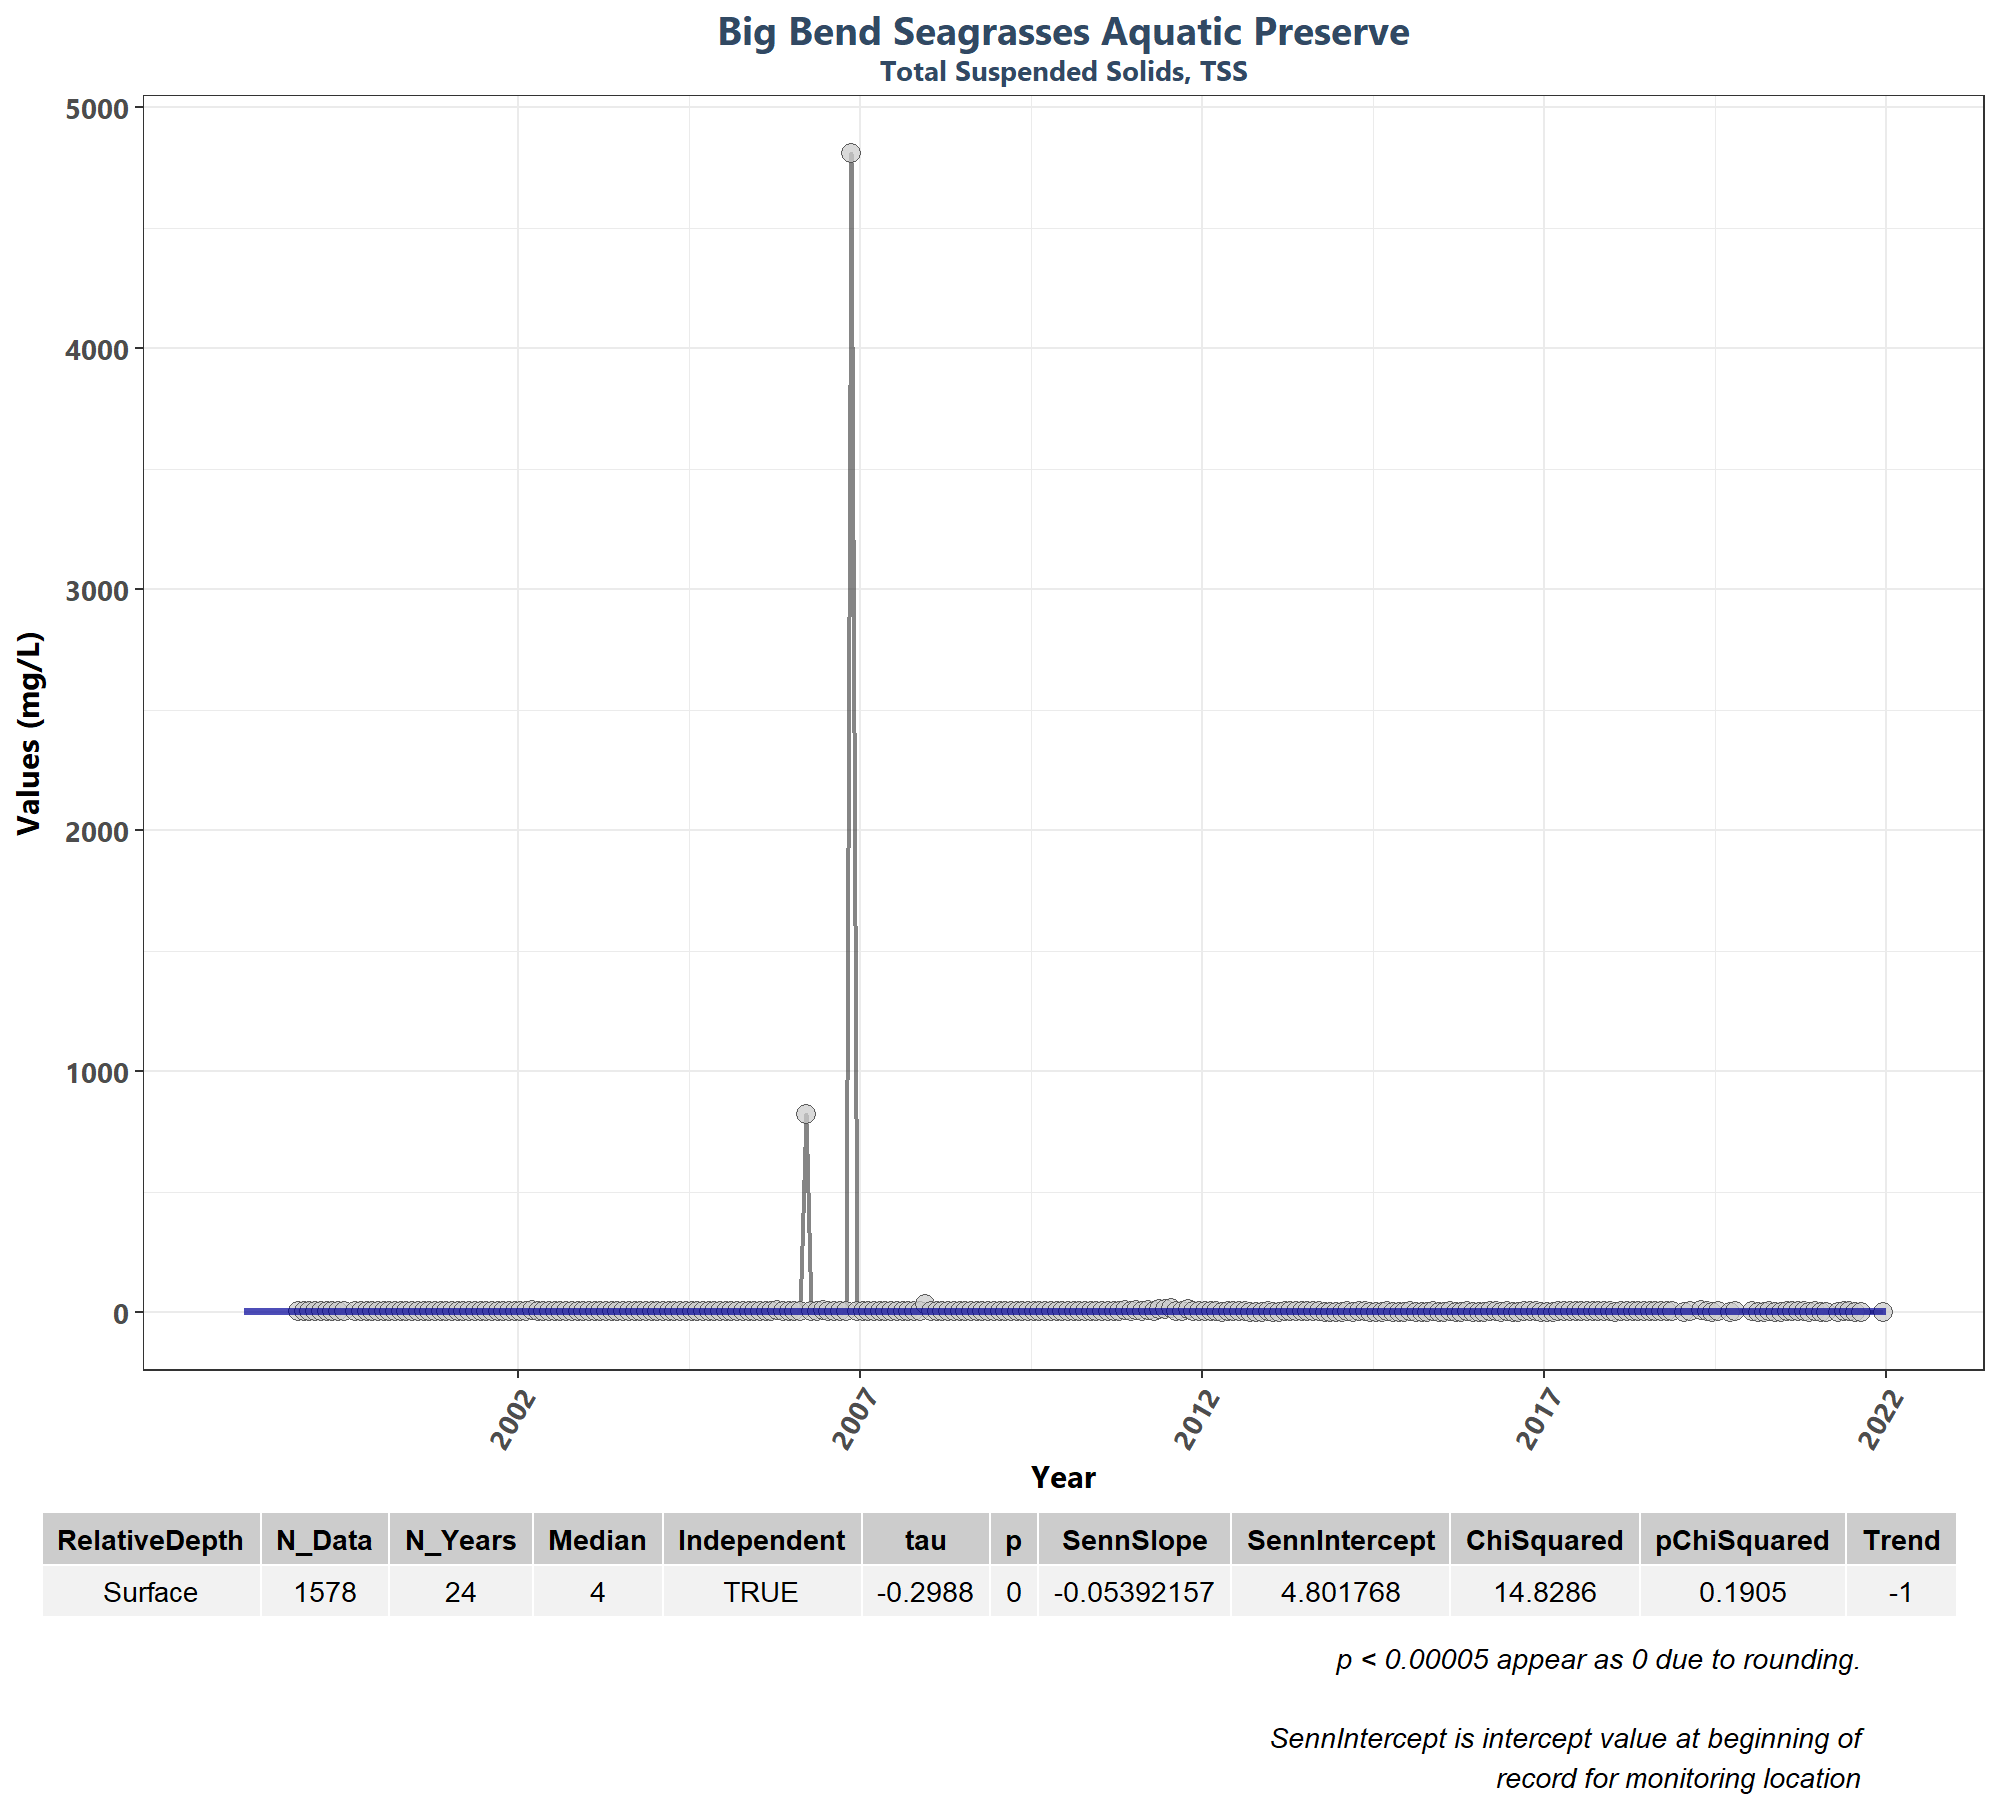 Big Bend Seagrasses Aquatic Preserve
Total Suspended Solids, TSS
5000
4000
3000
2000
1000
0
Values (mg/L)
2002
2007
2012
2017
2022
Year
RelativeDepth N_Data N_Years Median Independent tau p SennSlope SennIntercept ChiSquared pChiSquared Trend
Surface 1578 24 4 TRUE -0.2988 0 -0.05392157 4.801768 14.8286 0.1905 -1
p < 0.00005 appear as 0 due to rounding.
SennIntercept is intercept value at beginning of
record for monitoring location